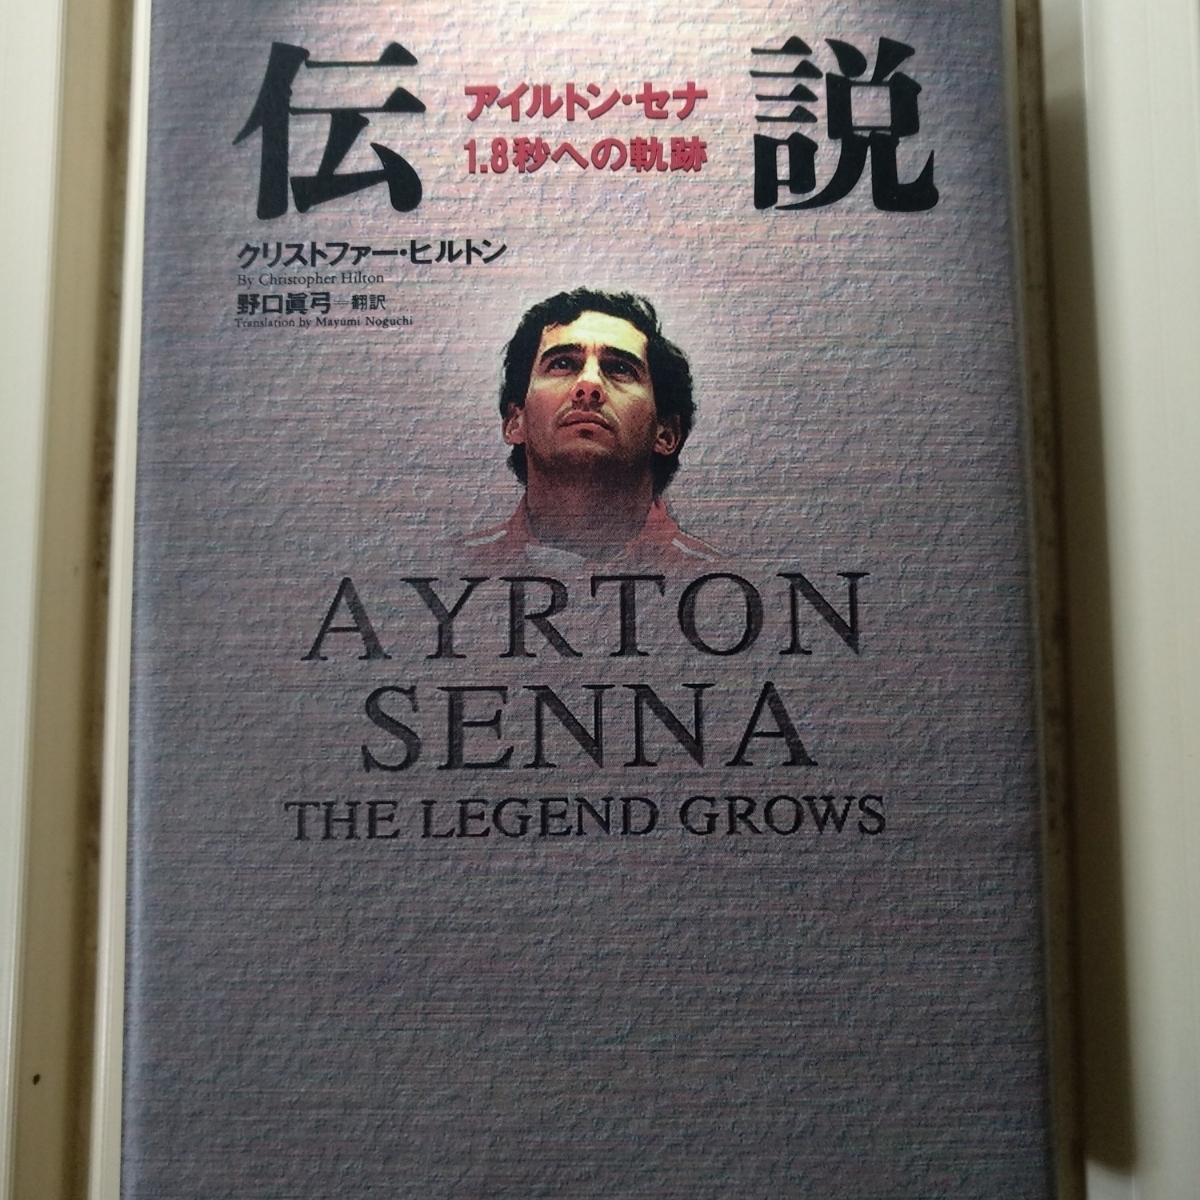 伝説
アイルトン・セナ
1.8秒への軌跡
クリストファー・ヒルトン
By Christopher Hilton
野口眞弓─翻訳
Translation by Mayumi Noguchi
AYRTON
SENNA
THE LEGEND GROWS